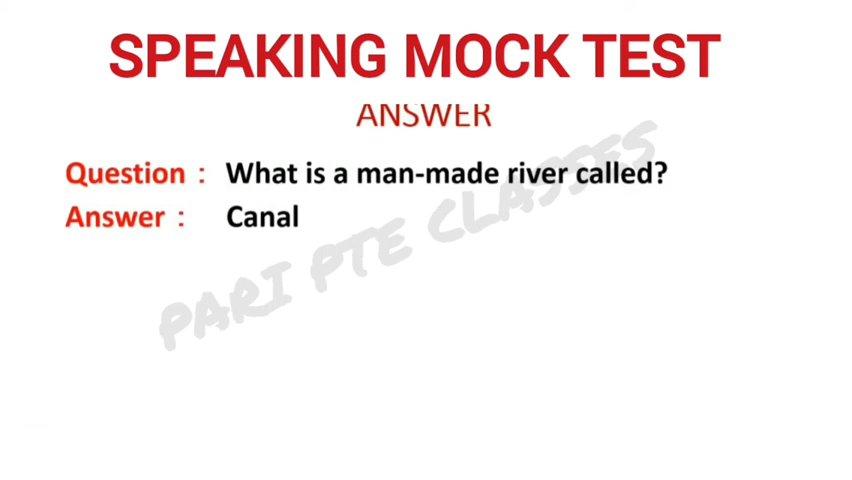 SPEAKING MOCK TEST
ANSWER
Question : What is a man-made river called?
Answer : Canal
PARI PTE CLASSES